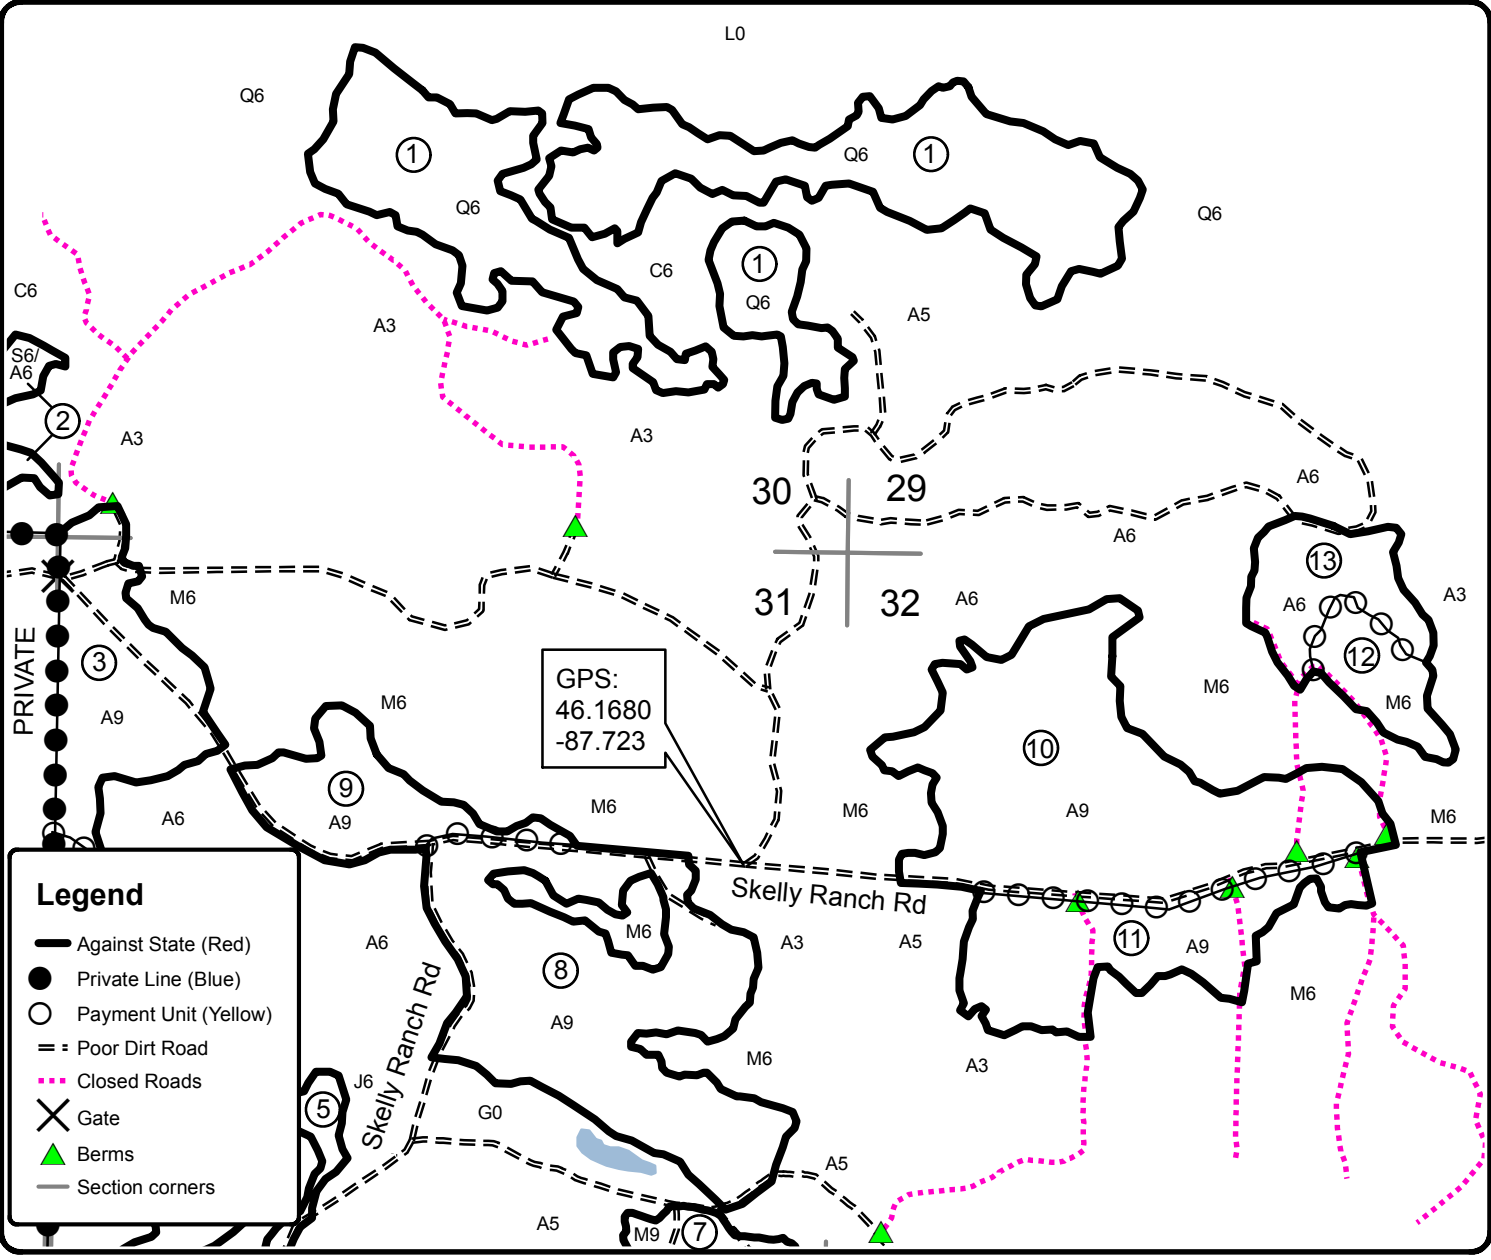 L0
Q6
1
Q6
1
Q6
Q6
1
Q6
C6
C6
A3
A5
S6/
A6
2
A3
A3
30
29
31
32
A6
A6
A6
13
A6
12
M6
A3
M6
PRIVATE
3
A9
M6
GPS:
46.1680
-87.723
M6
10
A9
M6
9
A9
A6
M6
M6
Skelly Ranch Rd
A6
M6
8
A9
A3
A5
11
A9
M6
M6
A3
Skelly Ranch Rd
J6
5
G0
A5
A5
M9
7
Legend
Against State (Red)
Private Line (Blue)
Payment Unit (Yellow)
Poor Dirt Road
Closed Roads
Gate
Berms
Section corners